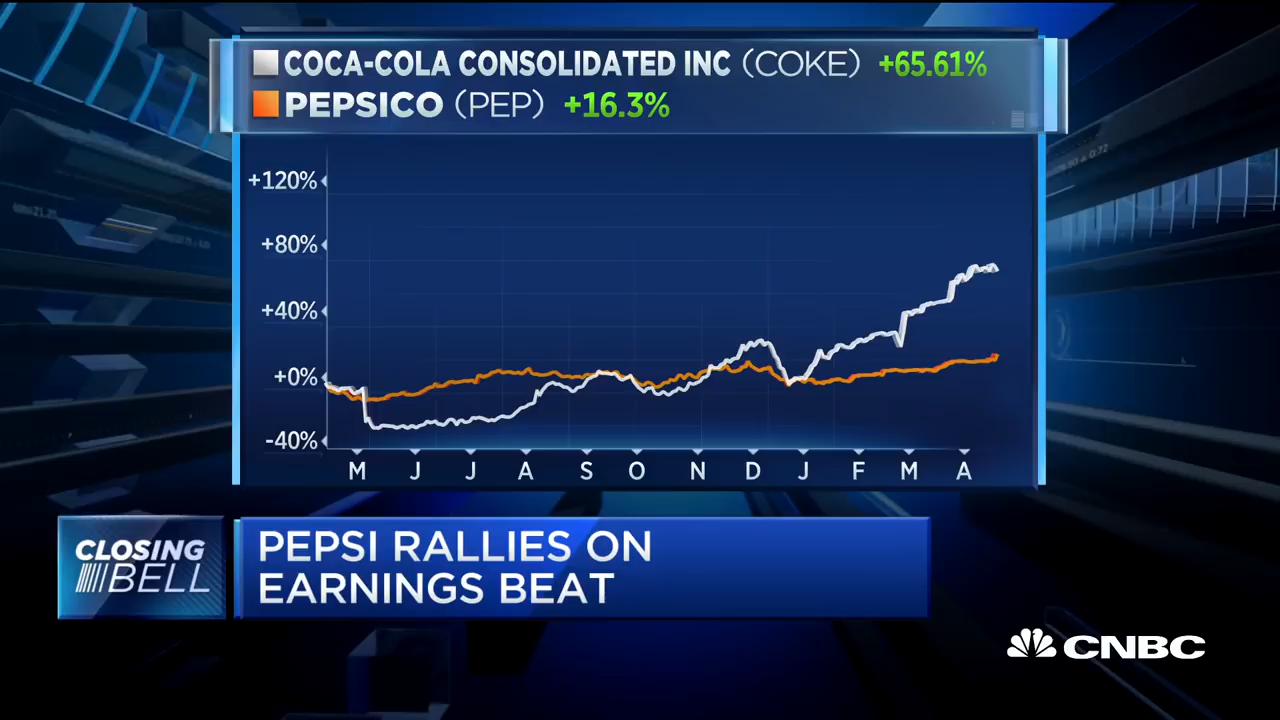 COCA-COLA CONSOLIDATED INC (COKE) +65.61%
PEPSICO (PEP) +16.3%
+120%
+80%
+40%
+0%
-40%
M J J A S O N D J F M A
CLOSING
BELL
PEPSI RALLIES ON
EARNINGS BEAT
CNBC